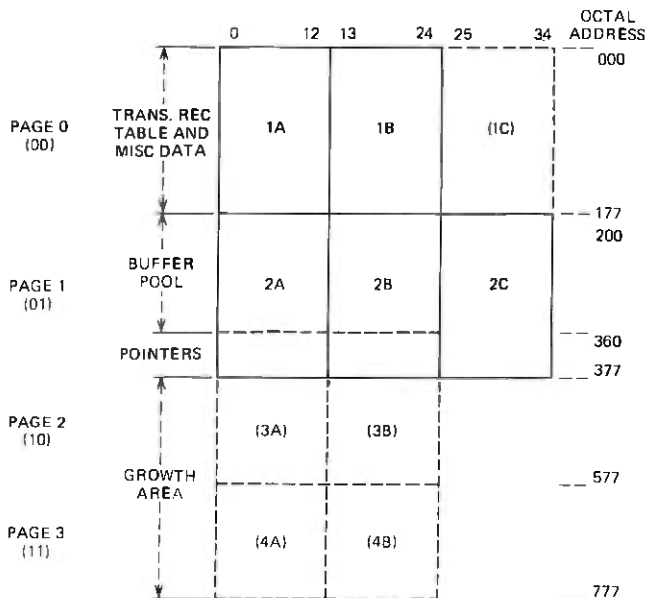 OCTAL
ADDRESS
0 12 13 24 25 34
000
PAGE 0
(00)
TRANS. REC
TABLE AND
MISC DATA
1A 1B (1C)
177
200
PAGE 1
(01)
BUFFER
POOL
2A 2B 2C
360
POINTERS
377
PAGE 2
(10)
(3A) (3B)
GROWTH
AREA
577
PAGE 3
(11)
(4A) (4B)
777